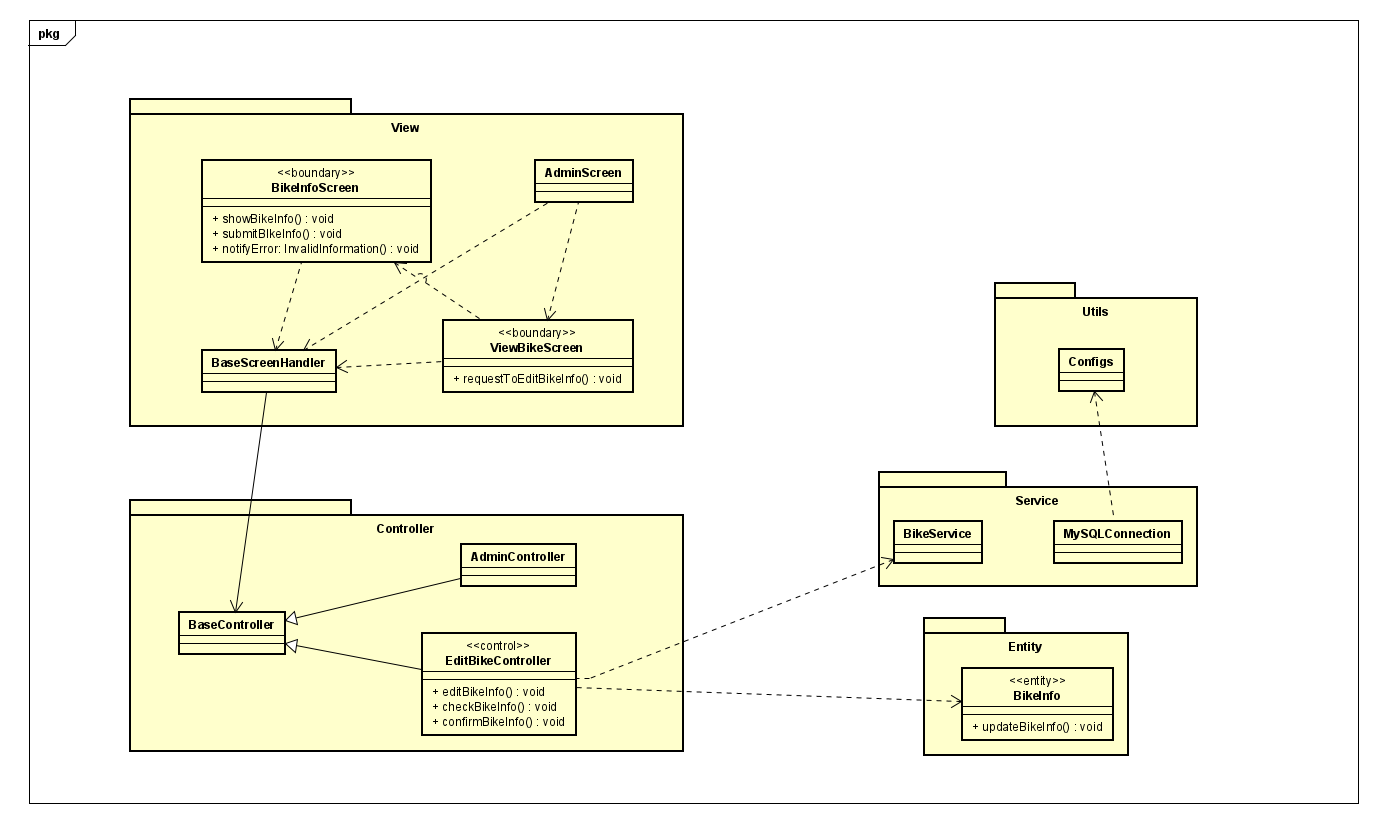 pkg
View
<<boundary>>
BikeInfoScreen
+ showBikeInfo() : void
+ submitBIkeInfo() : void
+ notifyError: InvalidInformation() : void
AdminScreen
BaseScreenHandler
<<boundary>>
ViewBikeScreen
+ requestToEditBikeInfo() : void
Utils
Configs
Controller
AdminController
BaseController
<<control>>
EditBikeController
+ editBikeInfo() : void
+ checkBikeInfo() : void
+ confirmBikeInfo() : void
Service
BikeService
MySQLConnection
Entity
<<entity>>
BikeInfo
+ updateBikeInfo() : void